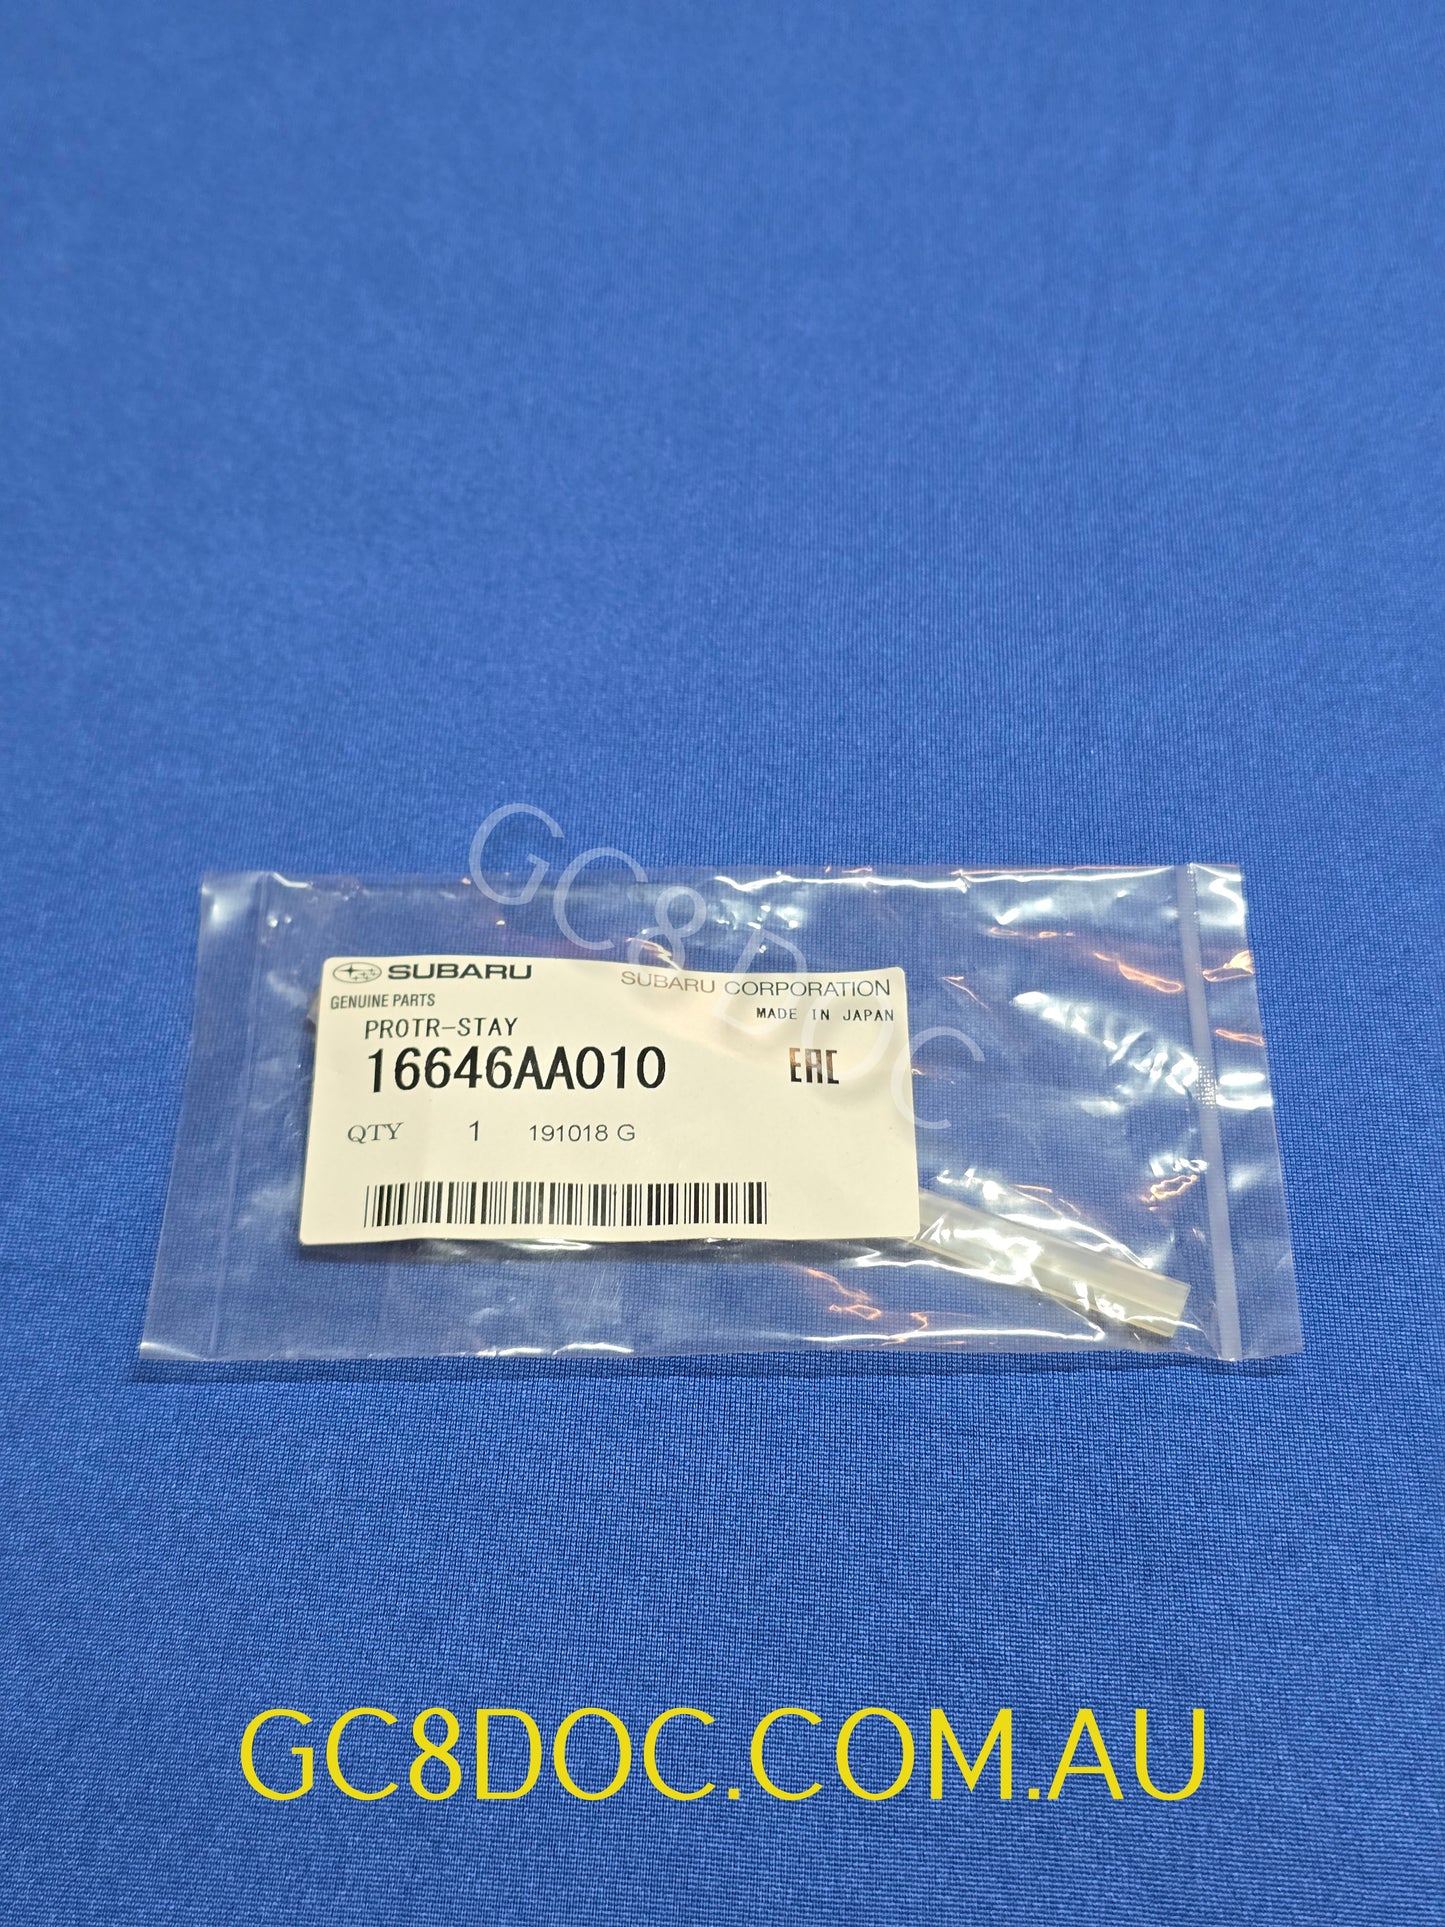 SUBARU
SUBARU CORPORATION
GENUINE PARTS
MADE IN JAPAN
PROTR-STAY
16646AA010
EAC
QTY 1 191018 G
GC8DOC
GC8DOC.COM.AU